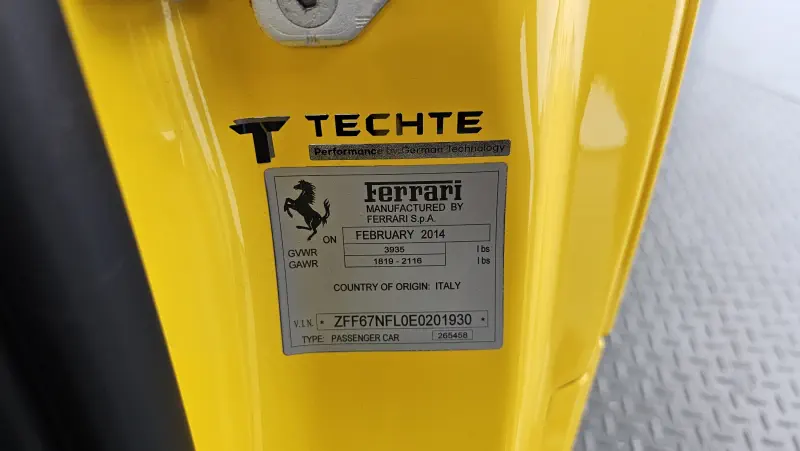 TECHTE
Performance by German Technology
Ferrari
MANUFACTURED BY
FERRARI S.p.A.
ON FEBRUARY 2014
GVWR 3935 lbs
GAWR 1819 - 2116 lbs
COUNTRY OF ORIGIN: ITALY
V.I.N. * ZFF67NFL0E0201930 *
TYPE: PASSENGER CAR 265458